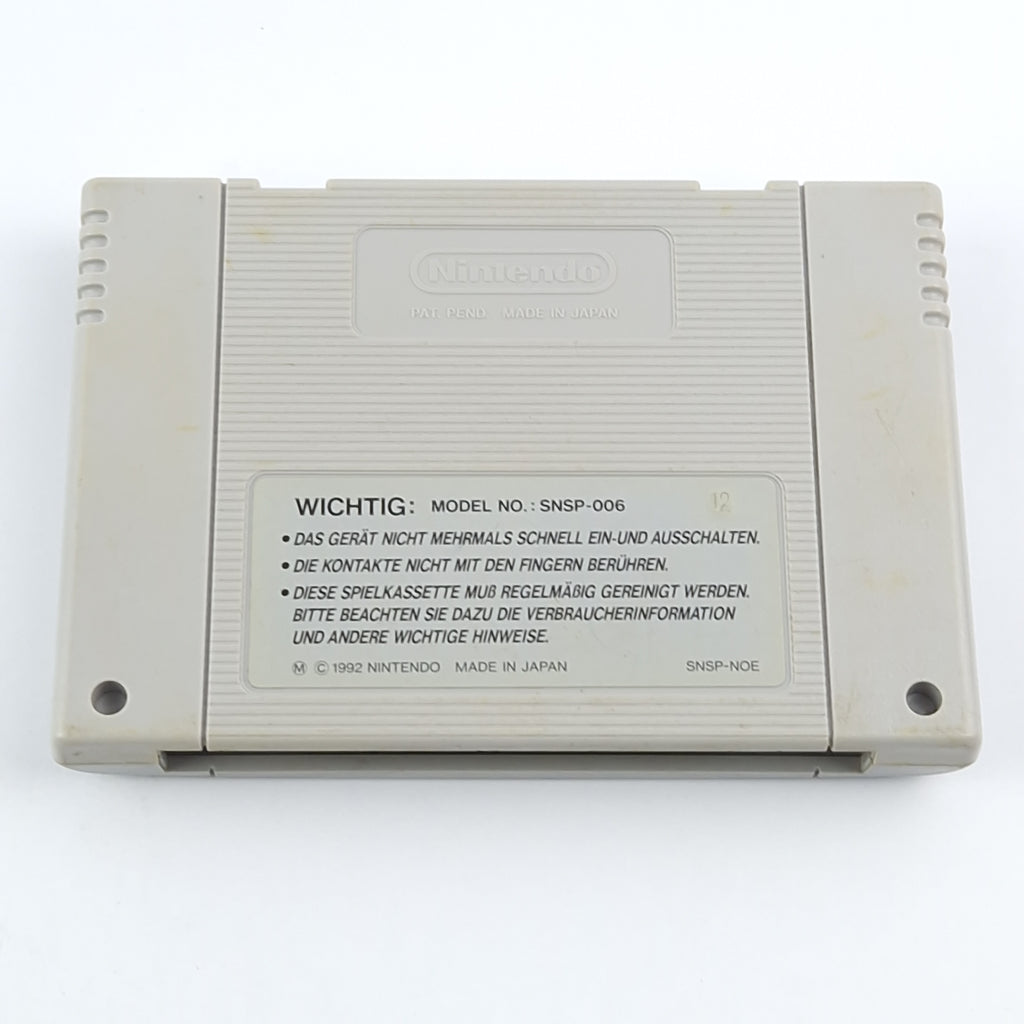 Nintendo
PAT. PEND. MADE IN JAPAN
WICHTIG: MODEL NO.: SNSP-006 12
• DAS GERÄT NICHT MEHRMALS SCHNELL EIN-UND AUSSCHALTEN.
• DIE KONTAKTE NICHT MIT DEN FINGERN BERÜHREN.
• DIESE SPIELKASSETTE MUß REGELMÄßIG GEREINIGT WERDEN.
BITTE BEACHTEN SIE DAZU DIE VERBRAUCHERINFORMATION
UND ANDERE WICHTIGE HINWEISE.
Ⓜ © 1992 NINTENDO MADE IN JAPAN SNSP-NOE